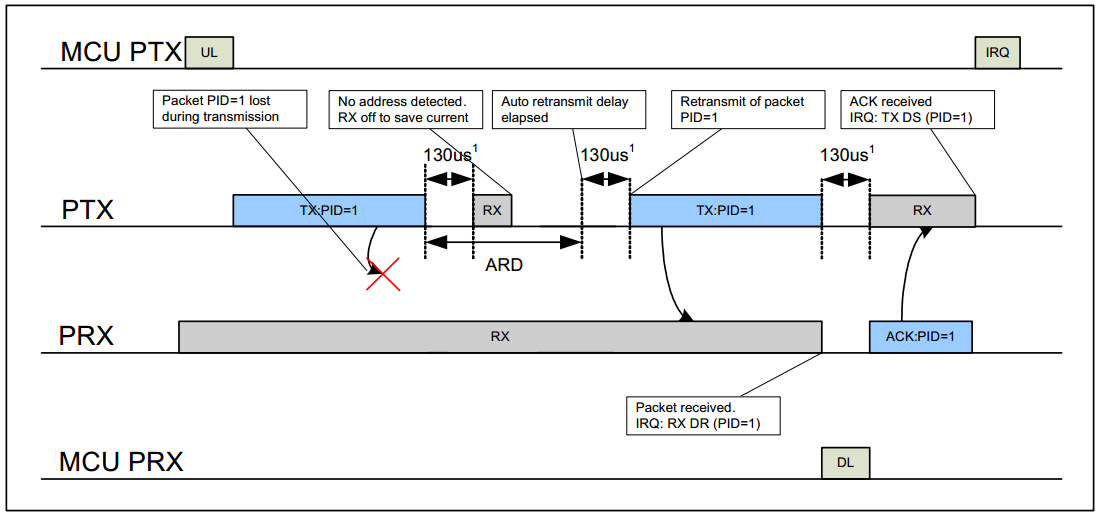 MCU PTX
UL
IRQ
Packet PID=1 lost
during transmission
No address detected.
RX off to save current
Auto retransmit delay
elapsed
Retransmit of packet
PID=1
ACK received
IRQ: TX DS (PID=1)
130us1
130us1
130us1
PTX
TX:PID=1
RX
TX:PID=1
RX
ARD
PRX
RX
ACK:PID=1
Packet received.
IRQ: RX DR (PID=1)
MCU PRX
DL